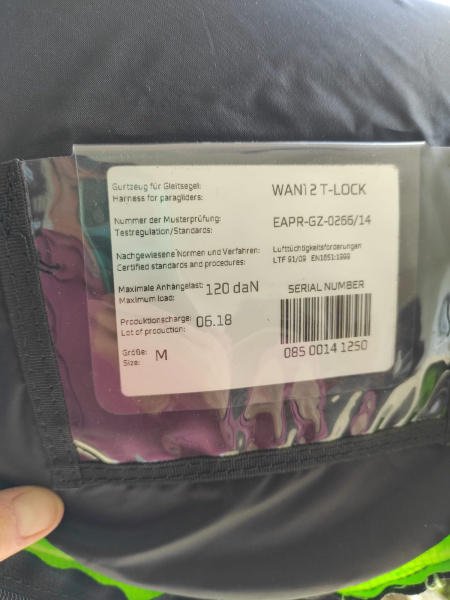 Gurtzeug für Gleitsegel:
Harness for paragliders:
WANI 2 T-LOCK
Nummer der Musterprüfung:
Testregulation/Standards:
EAPR-GZ-0266/14
Nachgewiesene Normen und Verfahren:
Certified standards and procedures:
Lufttüchtigkeitsforderungen
LTF 91/09 EN1651:1999
Maximale Anhängelast:
Maximum load:
120 daN
Produktionscharge:
Lot of production:
06.18
Größe:
Size:
M
SERIAL NUMBER
085 0014 1250